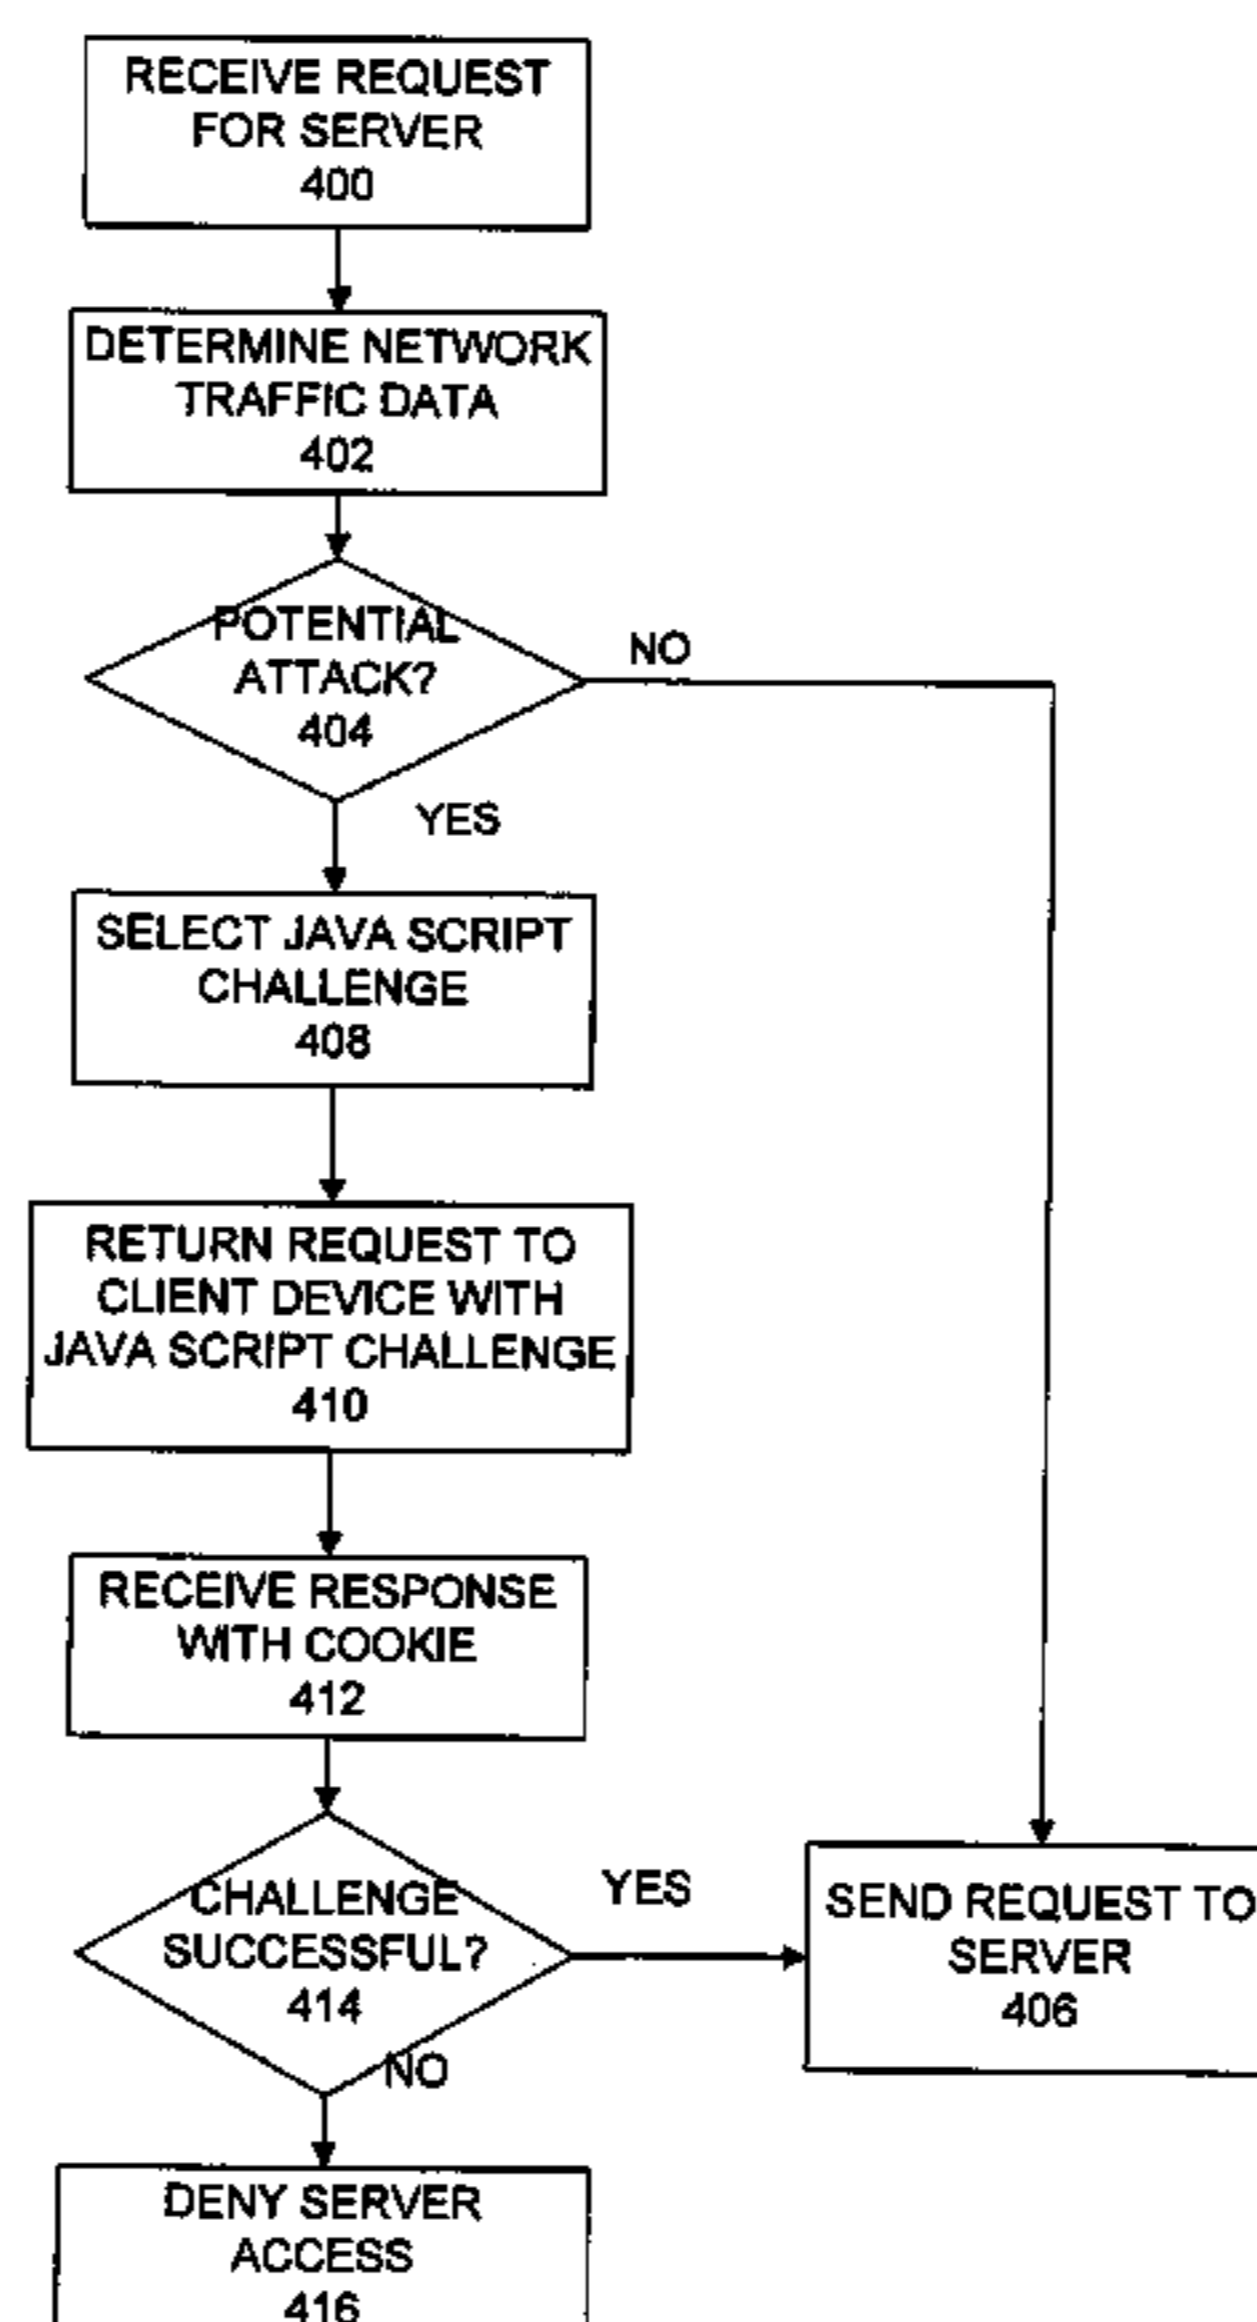 RECEIVE REQUEST
FOR SERVER
400
DETERMINE NETWORK
TRAFFIC DATA
402
POTENTIAL
ATTACK?
404
NO
YES
SELECT JAVA SCRIPT
CHALLENGE
408
RETURN REQUEST TO
CLIENT DEVICE WITH
JAVA SCRIPT CHALLENGE
410
RECEIVE RESPONSE
WITH COOKIE
412
CHALLENGE
SUCCESSFUL?
414
YES
NO
SEND REQUEST TO
SERVER
406
DENY SERVER
ACCESS
416